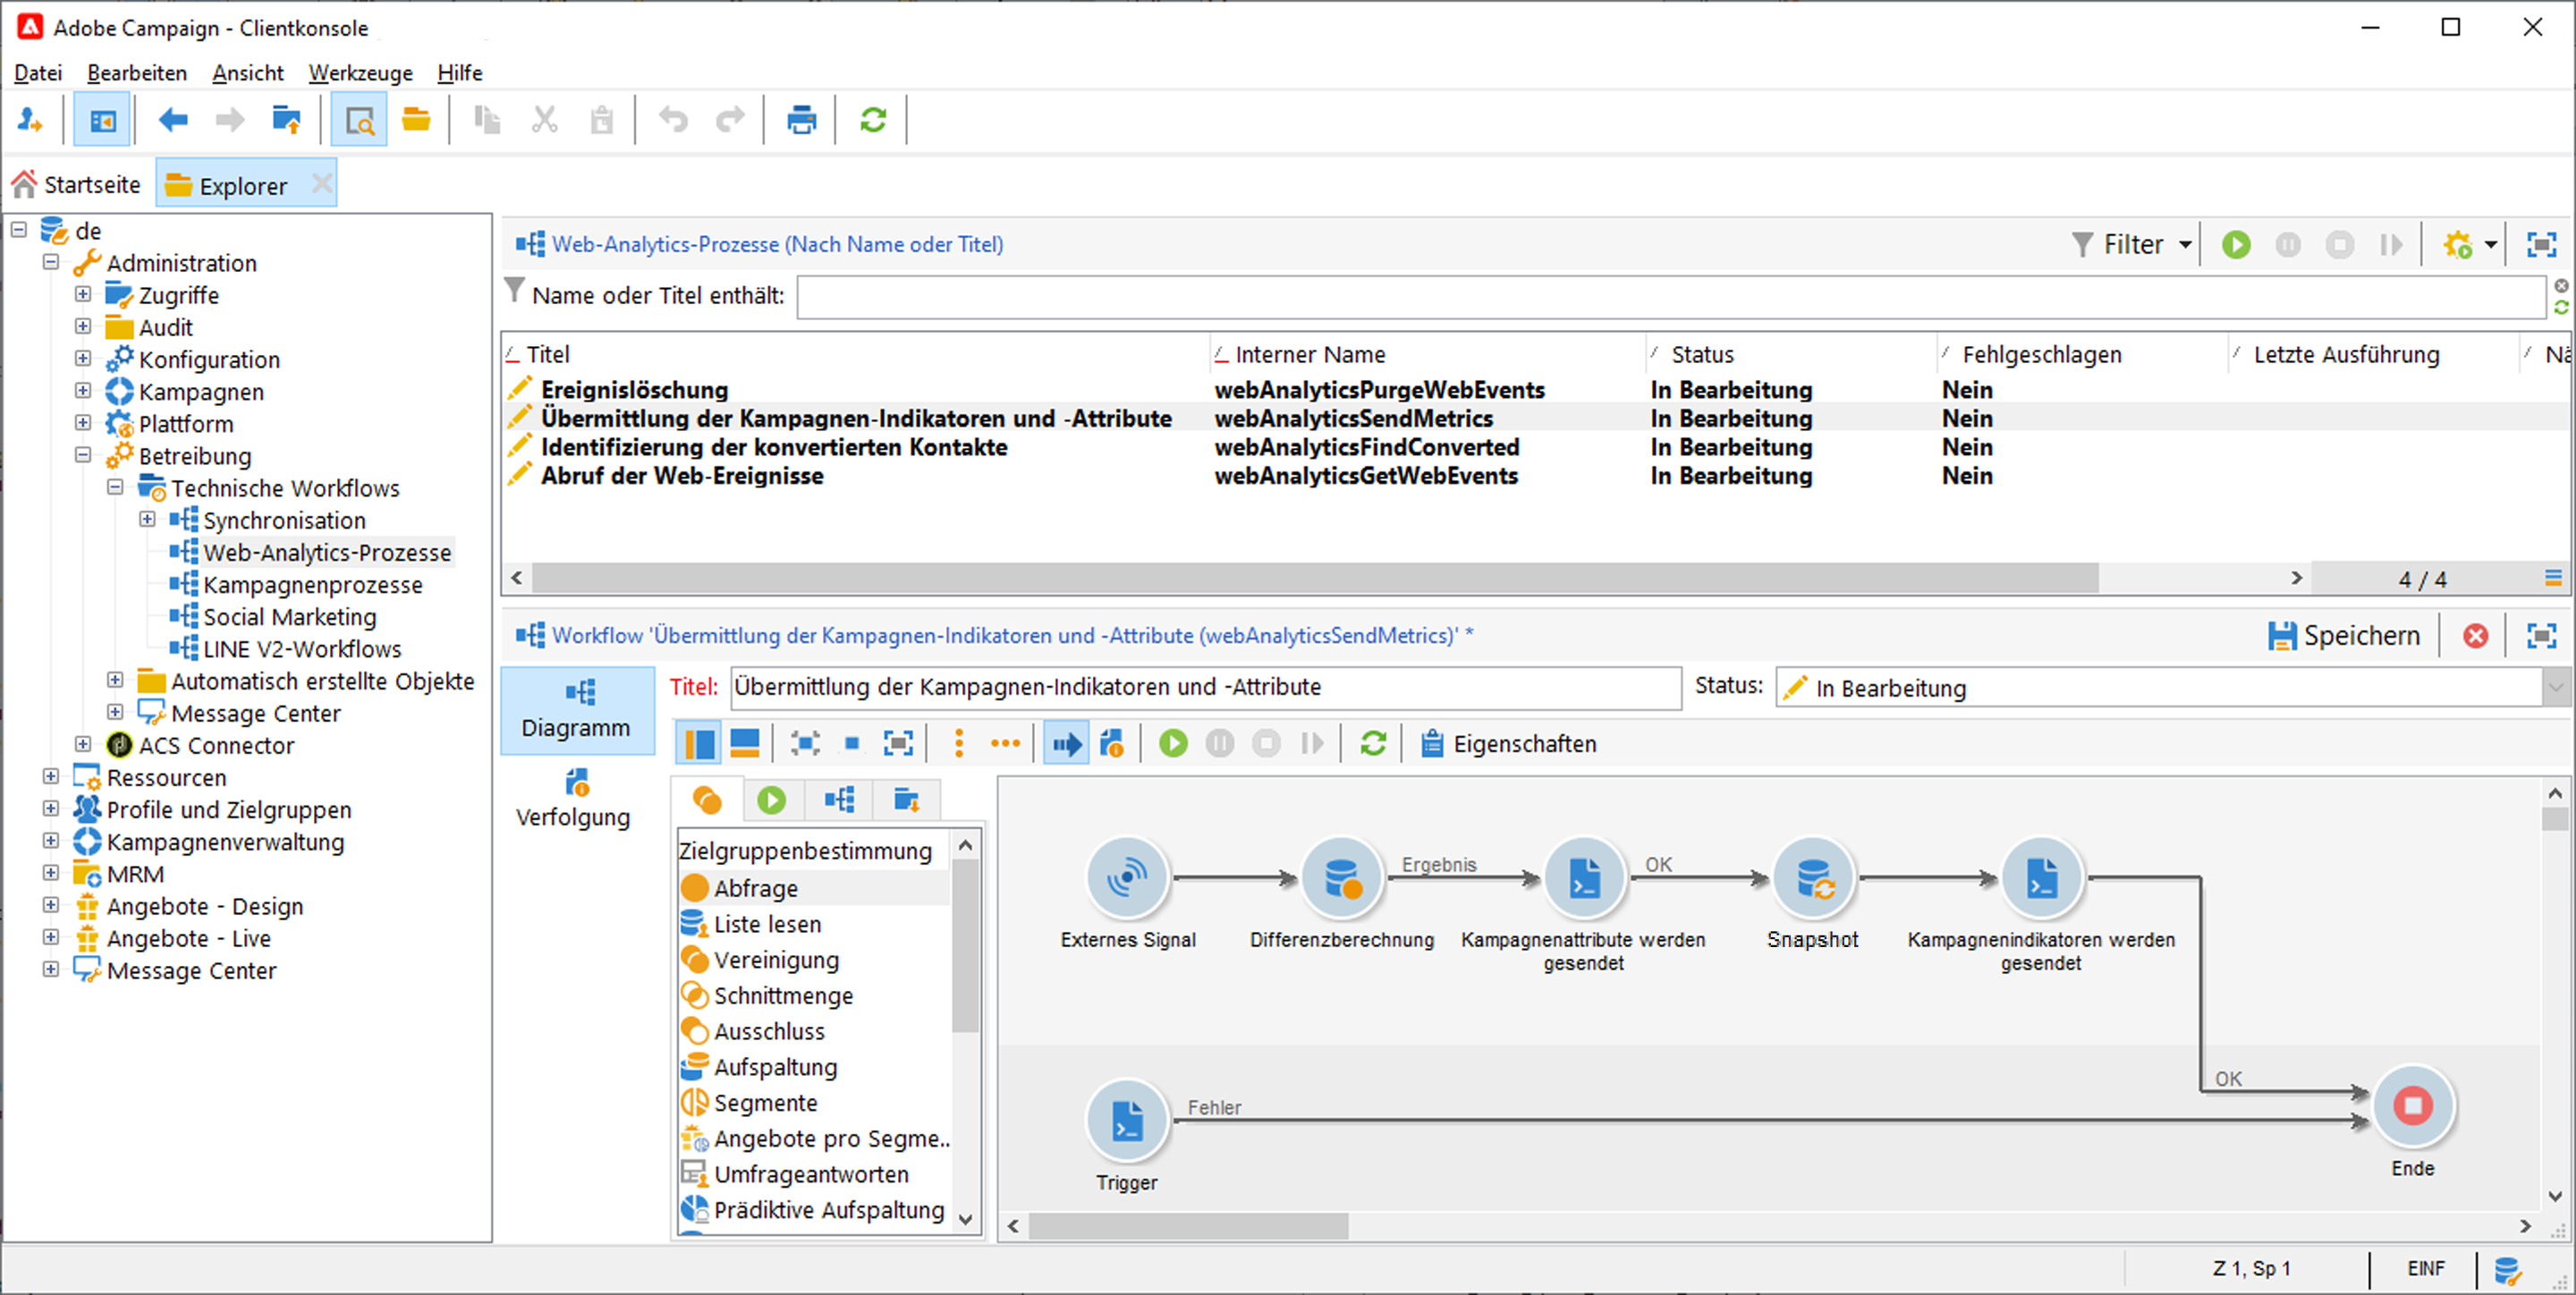 Adobe Campaign - Clientkonsole
Datei Bearbeiten Ansicht Werkzeuge Hilfe
Startseite Explorer
de
Administration
Zugriffe
Audit
Konfiguration
Kampagnen
Plattform
Betreibung
Technische Workflows
Synchronisation
Web-Analytics-Prozesse
Kampagnenprozesse
Social Marketing
LINE V2-Workflows
Automatisch erstellte Objekte
Message Center
ACS Connector
Ressourcen
Profile und Zielgruppen
Kampagnenverwaltung
MRM
Angebote - Design
Angebote - Live
Message Center
Web-Analytics-Prozesse (Nach Name oder Titel) Filter
Name oder Titel enthält:
Titel Interner Name Status Fehlgeschlagen Letzte Ausführung Nä
Ereignislöschung webAnalyticsPurgeWebEvents In Bearbeitung Nein
Übermittlung der Kampagnen-Indikatoren und -Attribute webAnalyticsSendMetrics In Bearbeitung Nein
Identifizierung der konvertierten Kontakte webAnalyticsFindConverted In Bearbeitung Nein
Abruf der Web-Ereignisse webAnalyticsGetWebEvents In Bearbeitung Nein
4 / 4
Workflow 'Übermittlung der Kampagnen-Indikatoren und -Attribute (webAnalyticsSendMetrics)' * Speichern
Diagramm
Verfolgung
Titel: Übermittlung der Kampagnen-Indikatoren und -Attribute Status: In Bearbeitung
Eigenschaften
Zielgruppenbestimmung
Abfrage
Liste lesen
Vereinigung
Schnittmenge
Ausschluss
Aufspaltung
Segmente
Angebote pro Segme..
Umfrageantworten
Prädiktive Aufspaltung
Ergebnis OK
Externes Signal Differenzberechnung Kampagnenattribute werden gesendet Snapshot Kampagnenindikatoren werden gesendet
OK
Fehler
Trigger Ende
Z 1, Sp 1 EINF